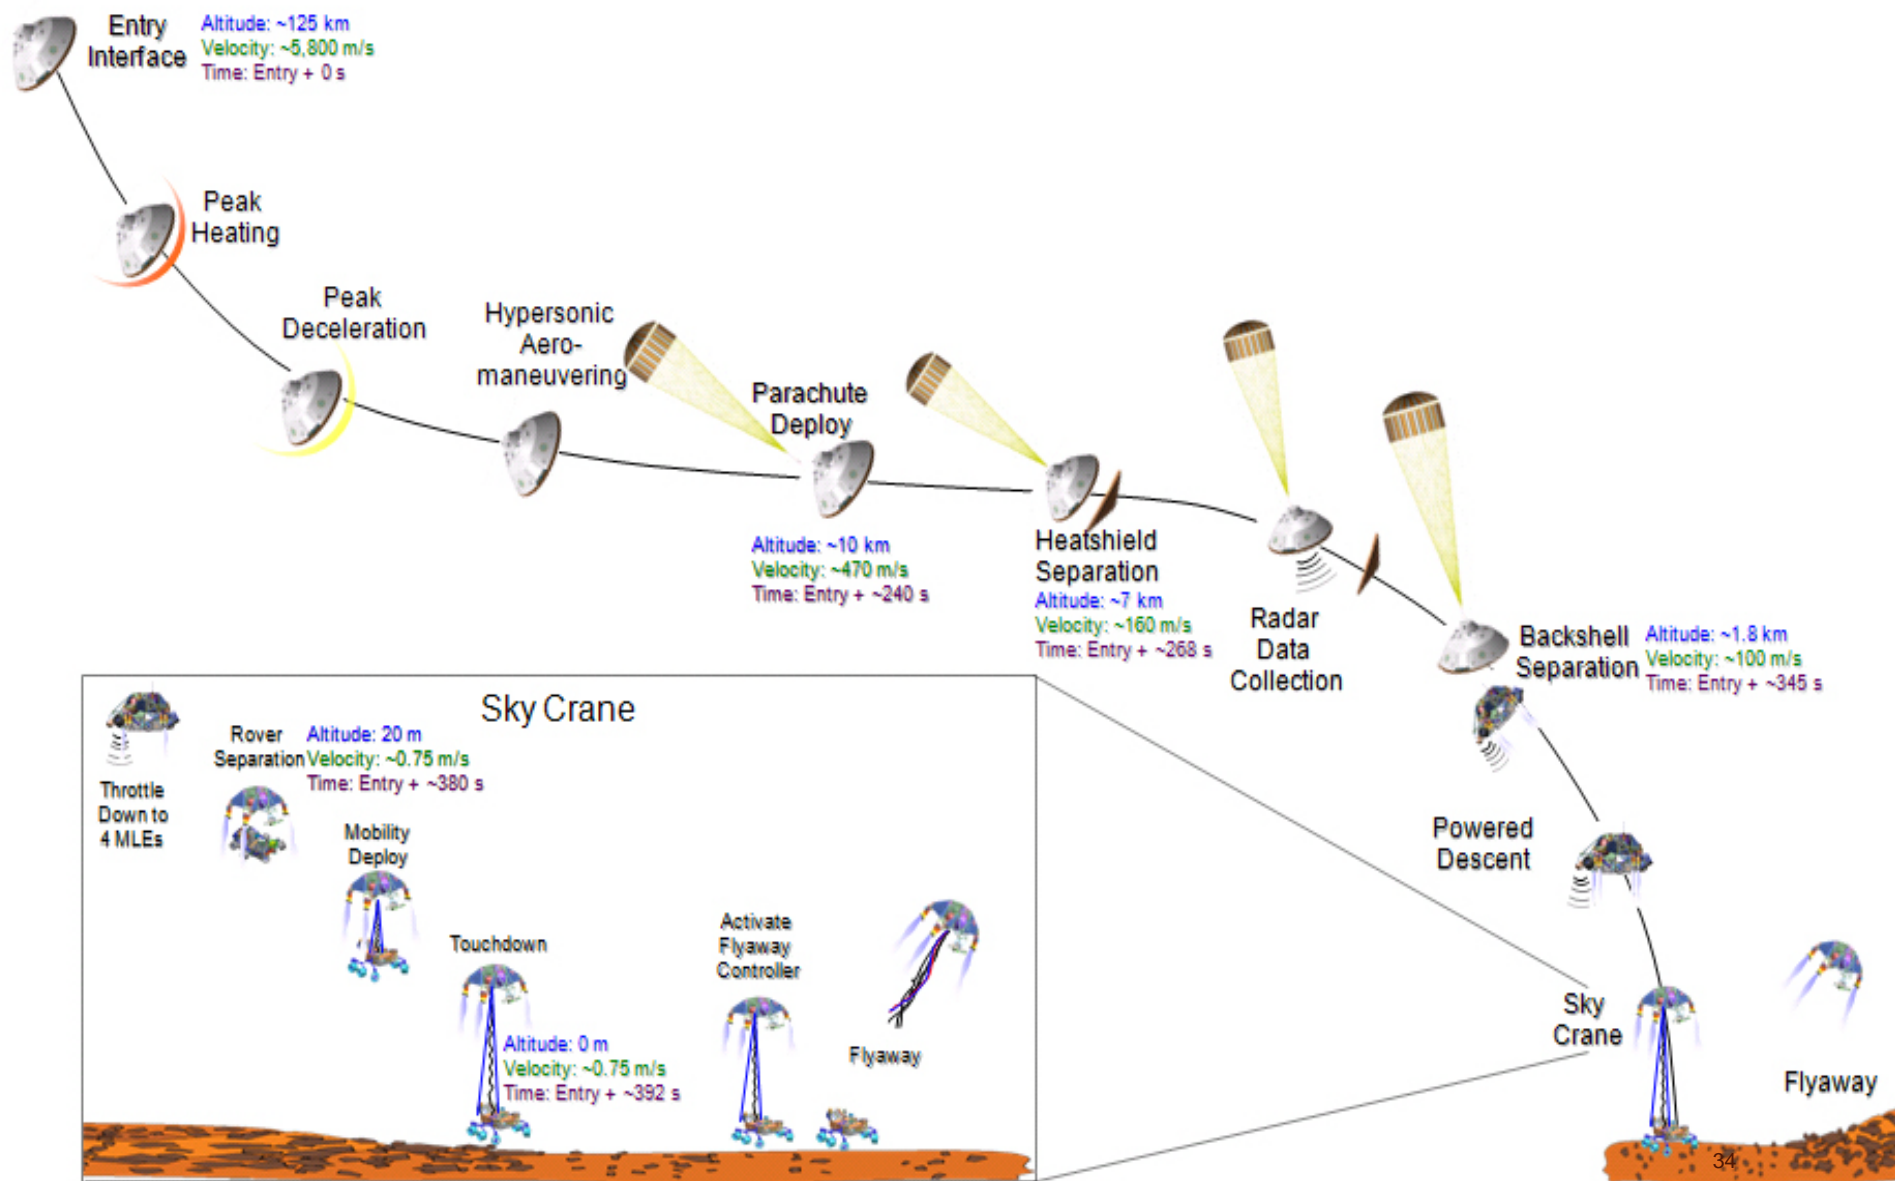 Entry
Interface
Altitude: ~125 km
Velocity: ~5,800 m/s
Time: Entry + 0 s
Peak
Heating
Peak
Deceleration
Hypersonic
Aero-
maneuvering
Parachute
Deploy
Altitude: ~10 km
Velocity: ~470 m/s
Time: Entry + ~240 s
Heatshield
Separation
Altitude: ~7 km
Velocity: ~160 m/s
Time: Entry + ~268 s
Radar
Data
Collection
Backshell
Separation
Altitude: ~1.8 km
Velocity: ~100 m/s
Time: Entry + ~345 s
Powered
Descent
Sky
Crane
Flyaway
Sky Crane
Throttle
Down to
4 MLEs
Rover
Separation
Altitude: 20 m
Velocity: ~0.75 m/s
Time: Entry + ~380 s
Mobility
Deploy
Touchdown
Altitude: 0 m
Velocity: ~0.75 m/s
Time: Entry + ~392 s
Activate
Flyaway
Controller
Flyaway
34